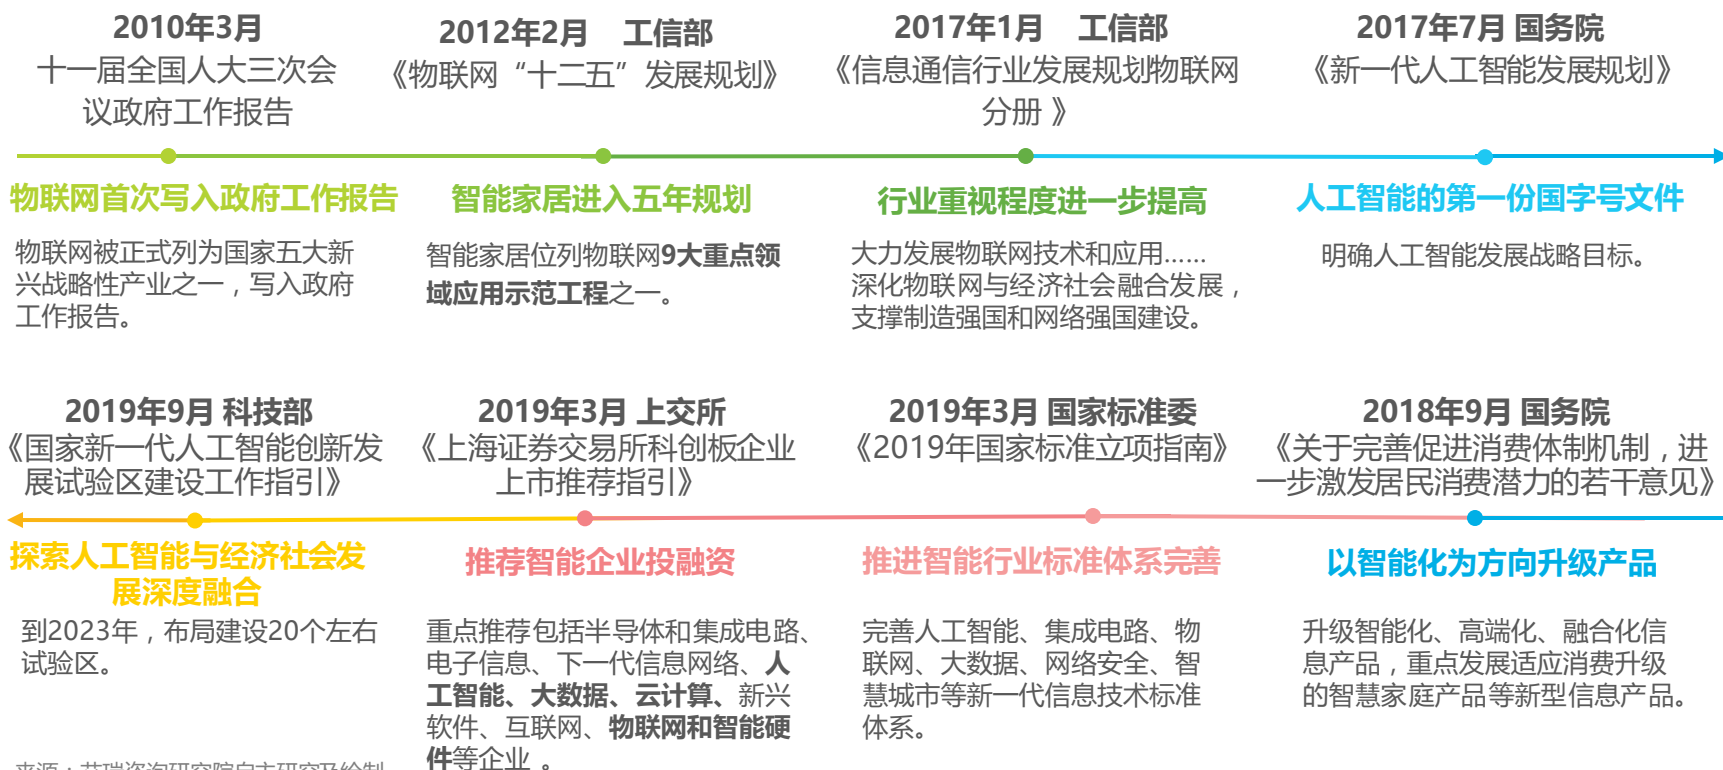 2010年3月
十一届全国人大三次会
议政府工作报告
2012年2月 工信部
《物联网“十二五”发展规划》
2017年1月 工信部
《信息通信行业发展规划物联网
分册 》
2017年7月 国务院
《新一代人工智能发展规划》
物联网首次写入政府工作报告
物联网被正式列为国家五大新
兴战略性产业之一，写入政府
工作报告。
智能家居进入五年规划
智能家居位列物联网9大重点领
域应用示范工程之一。
行业重视程度进一步提高
大力发展物联网技术和应用……
深化物联网与经济社会融合发展，
支撑制造强国和网络强国建设。
人工智能的第一份国字号文件
明确人工智能发展战略目标。
2019年9月 科技部
《国家新一代人工智能创新发
展试验区建设工作指引》
2019年3月 上交所
《上海证券交易所科创板企业
上市推荐指引》
2019年3月 国家标准委
《2019年国家标准立项指南》
2018年9月 国务院
《关于完善促进消费体制机制，进
一步激发居民消费潜力的若干意见》
探索人工智能与经济社会发
展深度融合
到2023年，布局建设20个左右
试验区。
推荐智能企业投融资
重点推荐包括半导体和集成电路、
电子信息、下一代信息网络、人
工智能、大数据、云计算、新兴
软件、互联网、物联网和智能硬
件等企业 。
推进智能行业标准体系完善
完善人工智能、集成电路、物
联网、大数据、网络安全、智
慧城市等新一代信息技术标准
体系。
以智能化为方向升级产品
升级智能化、高端化、融合化信
息产品，重点发展适应消费升级
的智慧家庭产品等新型信息产品。
来源：艾瑞咨询研究院自主研究及绘制